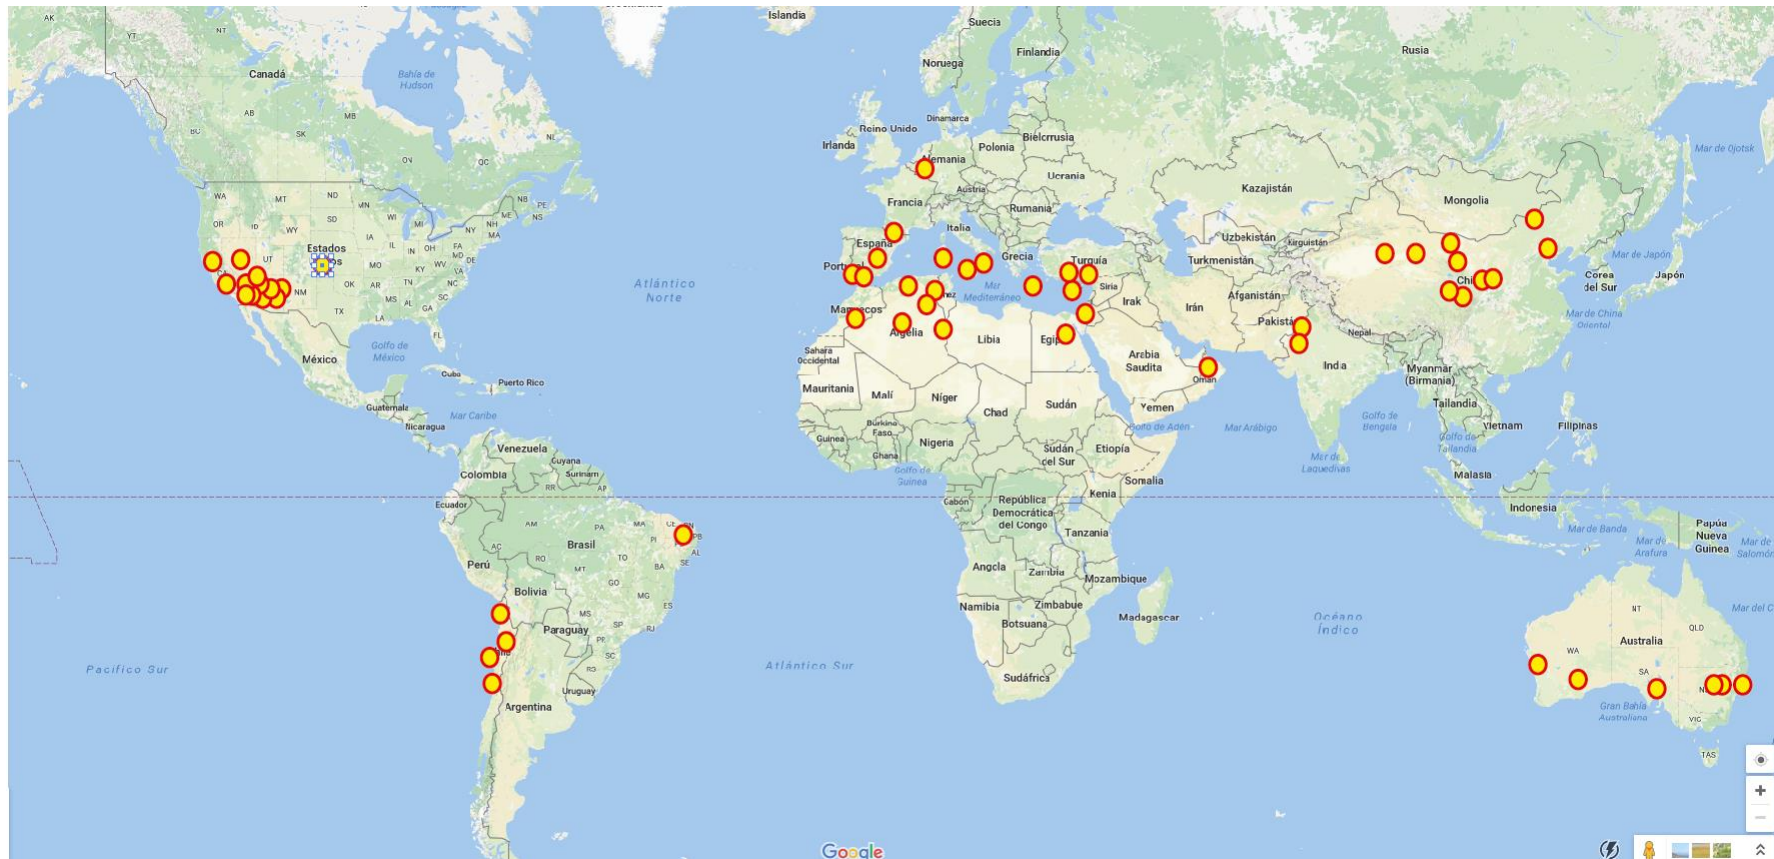 Islandia
Suecia
Finlandia
Noruega
Rusia
Canadá
Bahía de
Hudson
YT
NT
AK
AB
MB
SK
BC
ON
QC
NL
Reino Unido
Irlanda
Dinamarca
Bielorrusia
Polonia
Alemania
Ucrania
Austria
Francia
Rumania
Italia
España
Portugal
Grecia
Turquía
Kazajistán
Mongolia
Mar de Ojotsk
Uzbekistán
Kirguistán
Turkmenistán
Mar de Japón
Corea
del Sur
Japón
Siria
Irak
Irán
Afganistán
Pakistán
Nepal
India
Chi
Mar de China
Oriental
Myanmar
(Birmania)
Tailandia
Vietnam
Filipinas
Golfo de
Bengala
Golfo de
Tailandia
Mar de
Laquedivas
Mar Arábigo
Malasia
Indonesia
WA
MT
ND
MN
OR
ID
WY
SD
WI
MI
NY
NB
PE
NS
ME
NH
MA
IA
IL
IN
OH
PA
MD
DE
Estados
os
UT
CA
KS
MO
KY
WV
VA
NC
TN
OK
AR
MS
AL
SC
GA
NM
TX
LA
FL
Atlántico
Norte
Golfo de
México
México
Cuba
Puerto Rico
Guatemala
Mar Caribe
Nicaragua
Mar
Mediterráneo
Marruecos
Argelia
Libia
Egipto
Sahara
Occidental
Arabia
Saudita
Omán
Mauritania
Malí
Níger
Chad
Sudán
Yemen
Golfo de Adén
Burkina
Faso
Guinea
Ghana
Nigeria
Golfo de
Guinea
Sudán
del Sur
Etiopía
Somalia
Kenia
Gabón
República
Democrática
del Congo
Tanzania
Angola
Zambia
Mozambique
Namibia
Zimbabue
Botsuana
Madagascar
Sudáfrica
Venezuela
Colombia
Guyana
Surinam
Ecuador
RR
AP
AM
PA
MA
CE
RN
PB
PI
AL
SE
AC
RO
TO
BA
MT
GO
MG
ES
MS
SP
RJ
PR
SC
RS
Brasil
Perú
Bolivia
Paraguay
Uruguay
Argentina
Pacífico Sur
Atlántico Sur
Océano
Índico
Mar de Banda
Mar de
Arafura
Papúa
Nueva
Guinea
Mar de
Salomón
Mar del C
Australia
NT
QLD
WA
SA
N
VIC
TAS
Gran Bahía
Australiana
Google